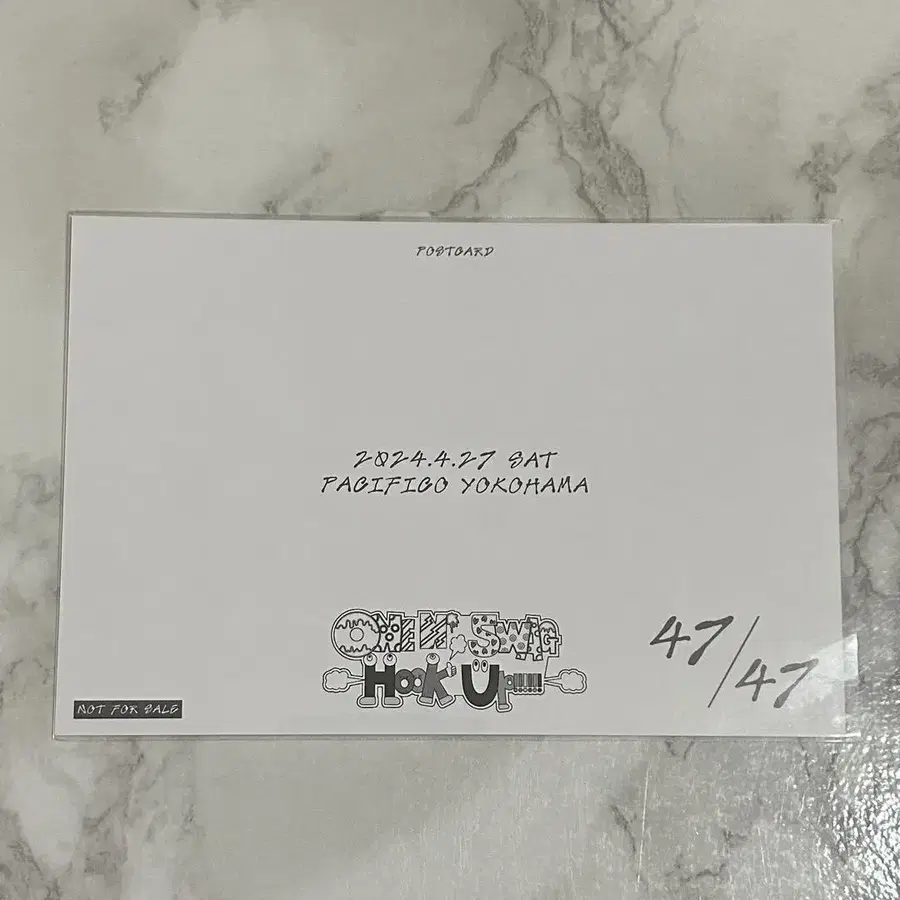 POSTCARD
2024.4.27 SAT
PACIFICO YOKOHAMA
ONE N' SWAG
HOOK UP!!!!!!
47/47
NOT FOR SALE